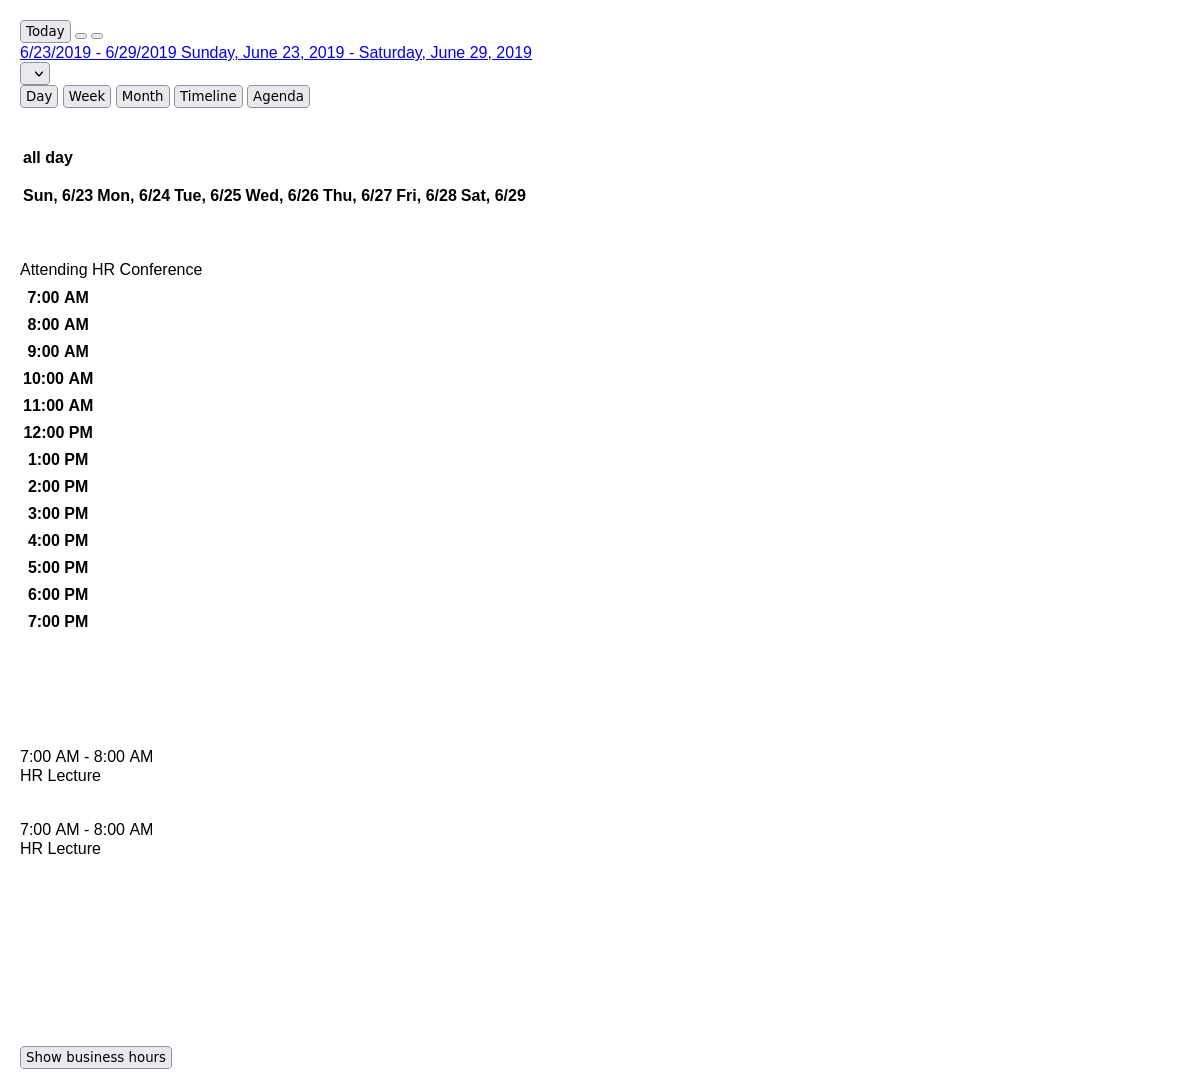 Today
6/23/2019 - 6/29/2019 Sunday, June 23, 2019 - Saturday, June 29, 2019
Day Week Month Timeline Agenda
all day
Sun, 6/23 Mon, 6/24 Tue, 6/25 Wed, 6/26 Thu, 6/27 Fri, 6/28 Sat, 6/29
Attending HR Conference
7:00 AM
8:00 AM
9:00 AM
10:00 AM
11:00 AM
12:00 PM
1:00 PM
2:00 PM
3:00 PM
4:00 PM
5:00 PM
6:00 PM
7:00 PM
7:00 AM - 8:00 AM
HR Lecture
7:00 AM - 8:00 AM
HR Lecture
Show business hours